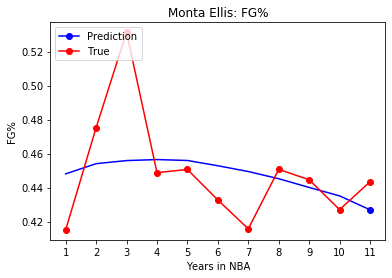 Monta Ellis: FG%
Prediction
True
0.52
0.50
0.48
0.46
0.44
0.42
FG%
1 2 3 4 5 6 7 8 9 10 11
Years in NBA